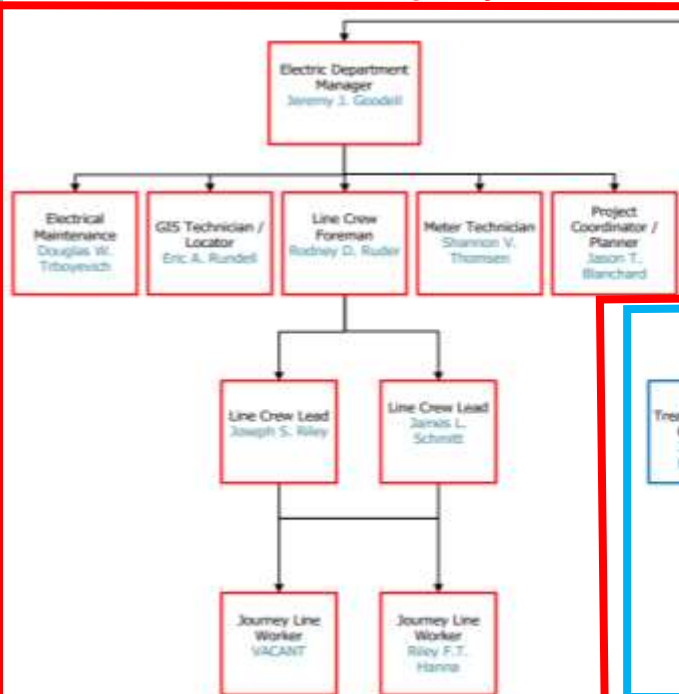 Electric Department
Manager
Jeremy J. Goodell
Electrical
Maintenance
Douglas W.
Trboyevich
GIS Technician /
Locator
Eric A. Rundell
Line Crew
Foreman
Rodney D. Ruder
Meter Technician
Shannon V.
Thomsen
Project
Coordinator /
Planner
Jason T.
Blanchard
Line Crew Lead
Joseph S. Riley
Line Crew Lead
James L.
Schmitt
Journey Line
Worker
VACANT
Journey Line
Worker
Riley F.T.
Hanna